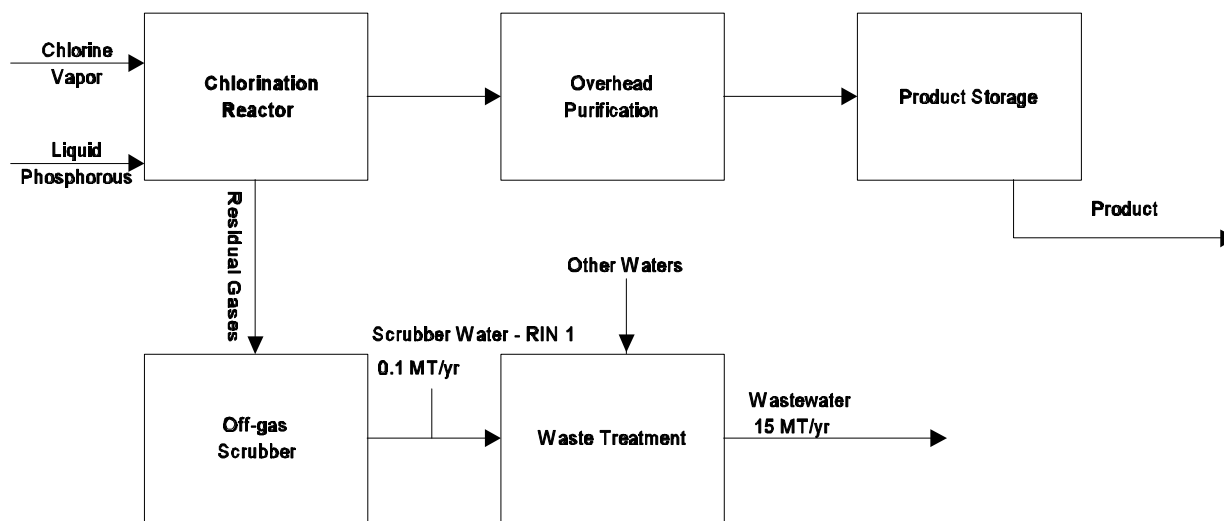 Chlorine
Vapor
Liquid
Phosphorous
Chlorination
Reactor
Overhead
Purification
Product Storage
Product
Residual Gases
Other Waters
Scrubber Water - RIN 1
0.1 MT/yr
Off-gas
Scrubber
Waste Treatment
Wastewater
15 MT/yr